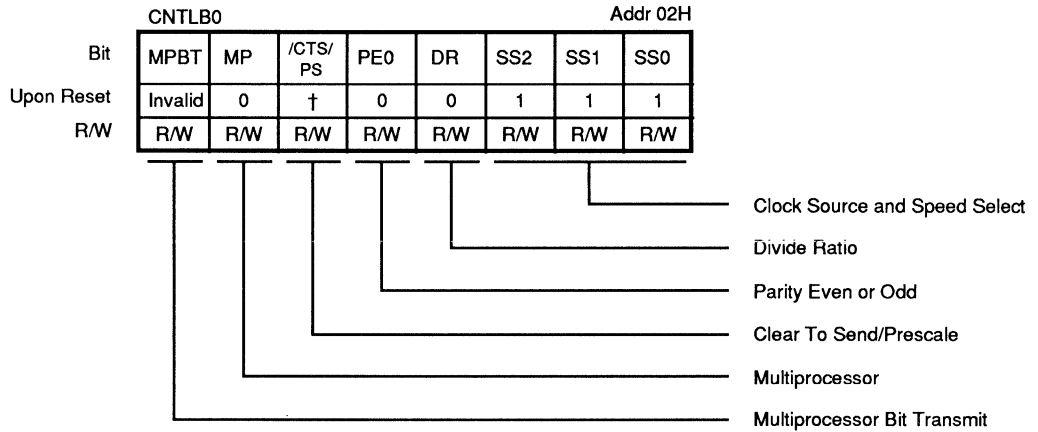 CNTLB0 Addr 02H
Bit MPBT MP /CTS/ PS PE0 DR SS2 SS1 SS0
Upon Reset Invalid 0 † 0 0 1 1 1
R/W R/W R/W R/W R/W R/W R/W R/W R/W
Clock Source and Speed Select
Divide Ratio
Parity Even or Odd
Clear To Send/Prescale
Multiprocessor
Multiprocessor Bit Transmit